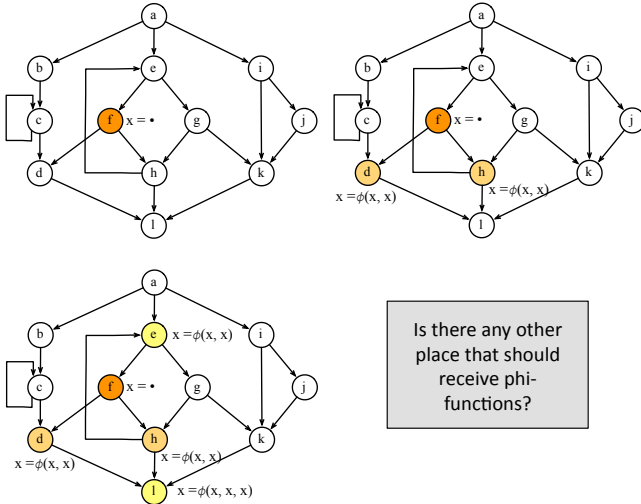 a
b
e
i
c
f
x = •
g
j
d
h
k
l
a
b
e
i
c
f
x = •
g
j
d
h
k
x =ϕ(x, x)
x =ϕ(x, x)
l
a
b
e
x =ϕ(x, x)
i
c
f
x = •
g
j
d
h
k
x =ϕ(x, x)
x =ϕ(x, x)
l
x =ϕ(x, x, x)
Is there any other
place that should
receive phi-
functions?